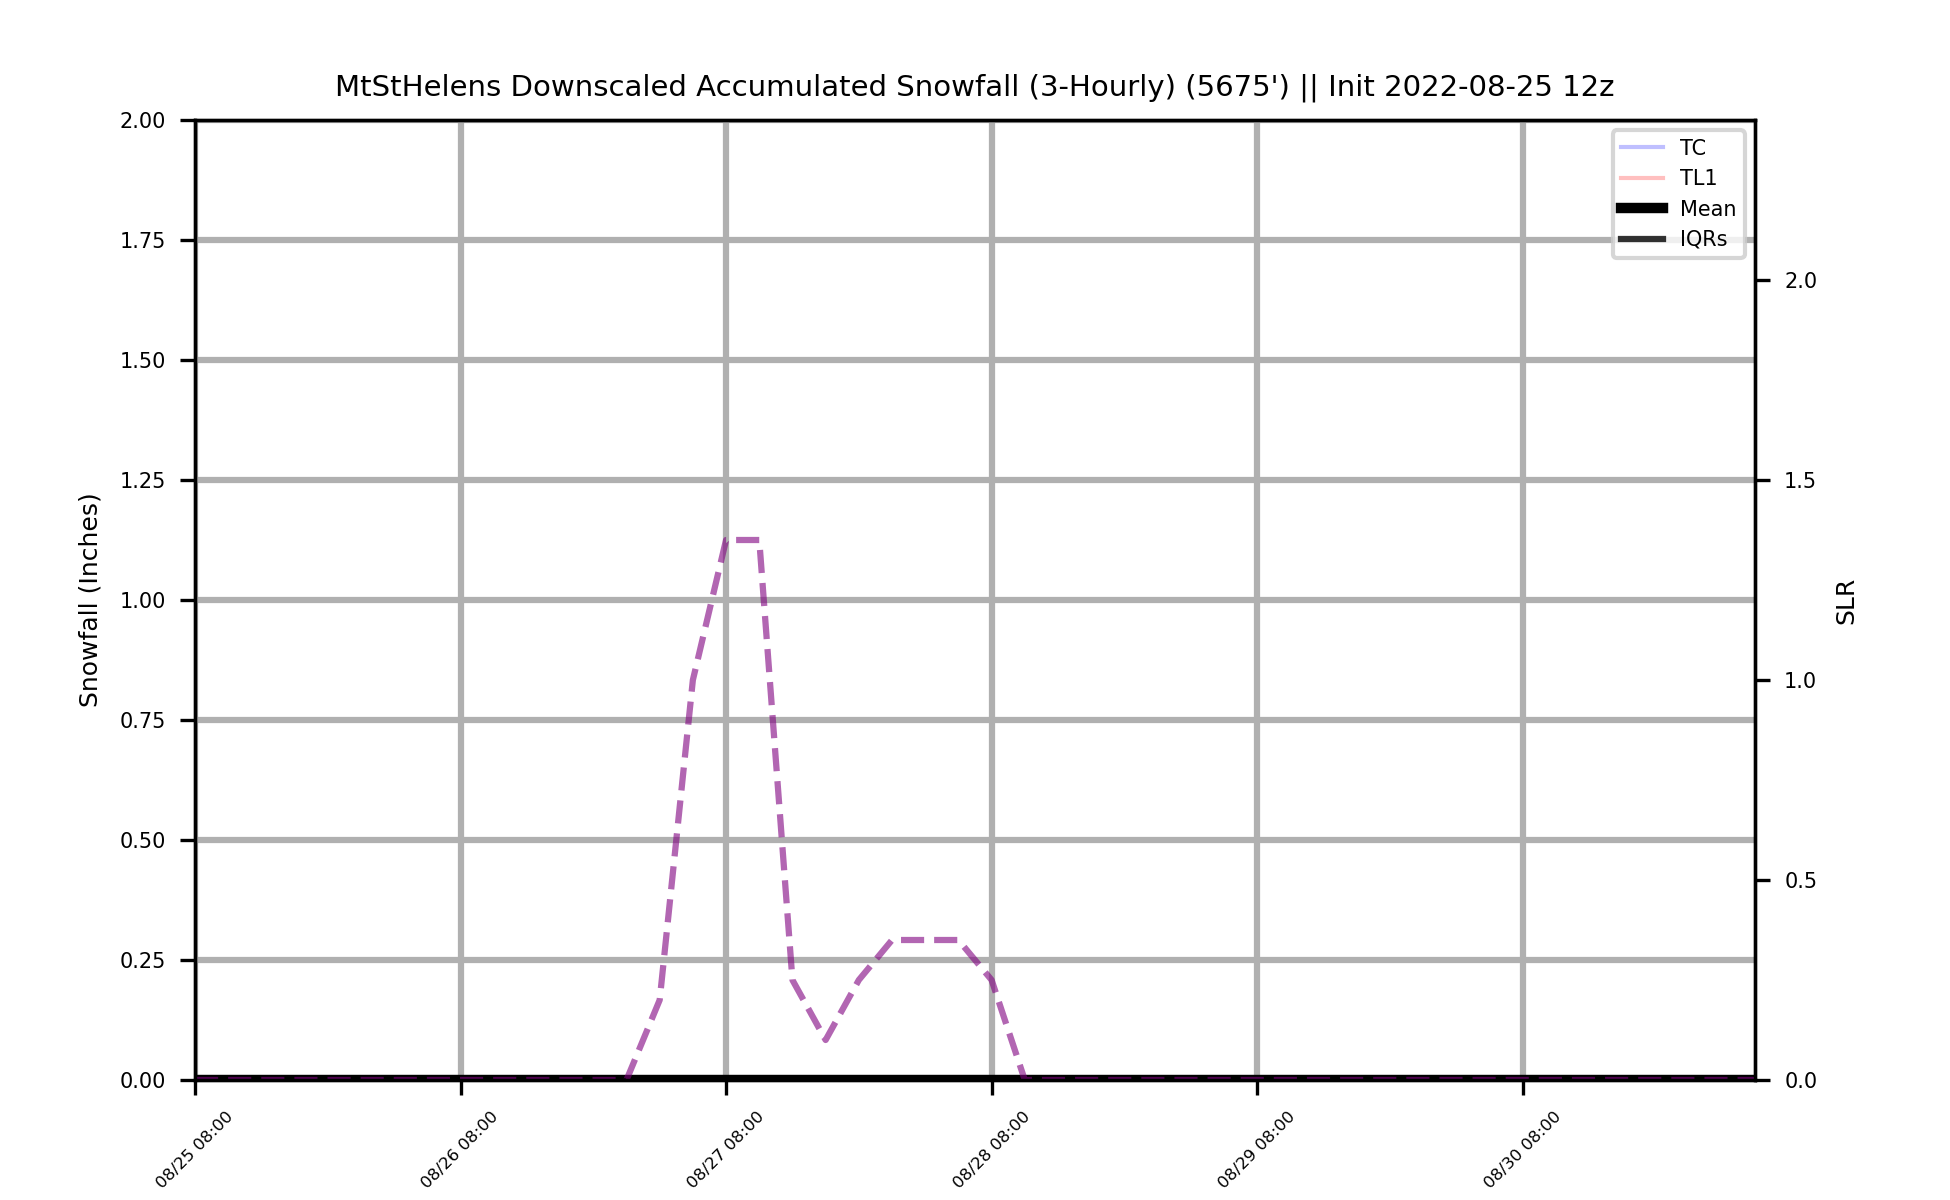 MtStHelens Downscaled Accumulated Snowfall (3-Hourly) (5675') || Init 2022-08-25 12z
TC
TL1
Mean
IQRs
Snowfall (Inches)
2.00
1.75
1.50
1.25
1.00
0.75
0.50
0.25
0.00
2.0
1.5
1.0
0.5
0.0
SLR
08/25 08:00
08/26 08:00
08/27 08:00
08/28 08:00
08/29 08:00
08/30 08:00